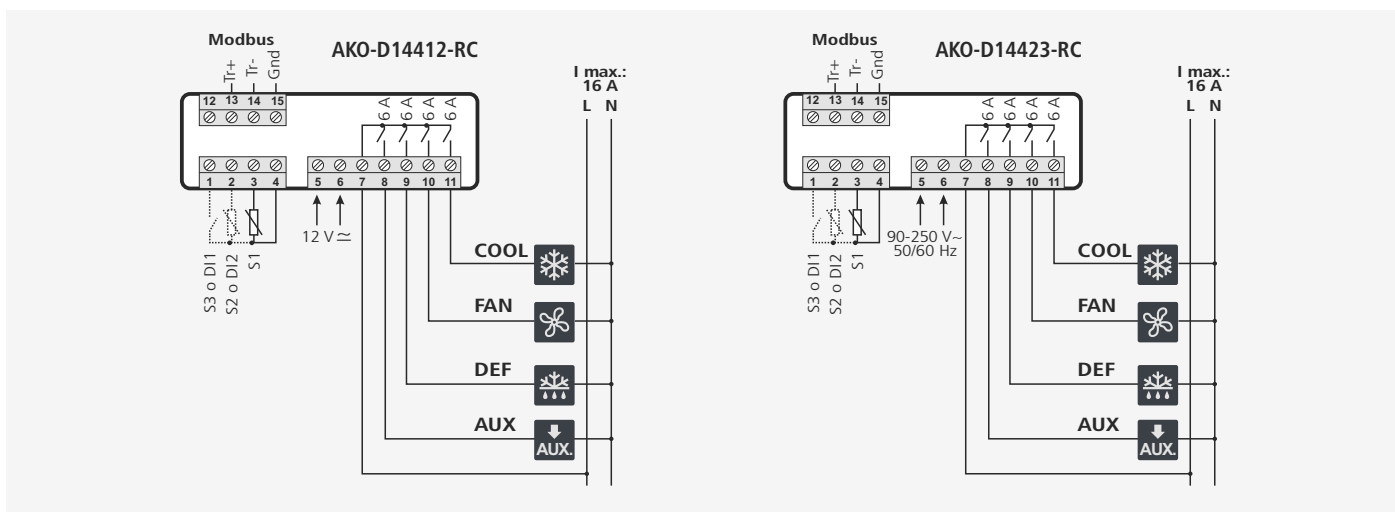 Modbus
AKO-D14412-RC
Tr+ Tr- Gnd
I max.:
16 A
L N
12 13 14 15
6 A 6 A 6 A 6 A
1 2 3 4 5 6 7 8 9 10 11
12 V ≂
S3 o DI1
S2 o DI2
S1
COOL
FAN
DEF
AUX
AUX.
Modbus
AKO-D14423-RC
Tr+ Tr- Gnd
I max.:
16 A
L N
12 13 14 15
6 A 6 A 6 A 6 A
1 2 3 4 5 6 7 8 9 10 11
90-250 V~
50/60 Hz
S3 o DI1
S2 o DI2
S1
COOL
FAN
DEF
AUX
AUX.